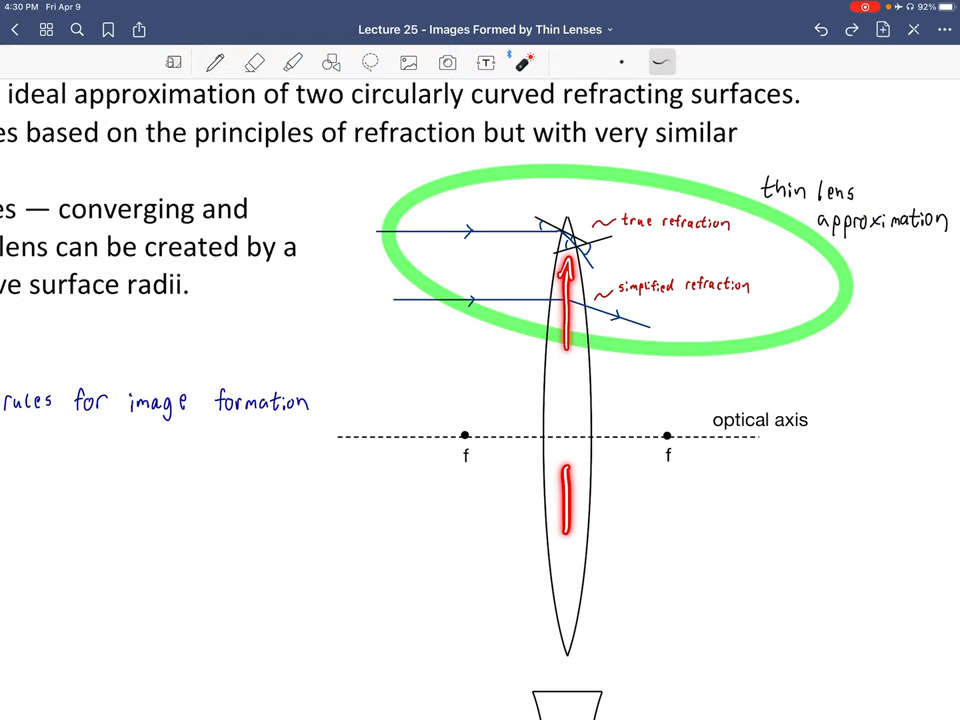 4:30 PM Fri Apr 9
92%
Lecture 25 - Images Formed by Thin Lenses
ideal approximation of two circularly curved refracting surfaces.
es based on the principles of refraction but with very similar
es — converging and
lens can be created by a
ve surface radii.
thin lens
approximation
true refraction
simplified refraction
rules for image formation
optical axis
f
f